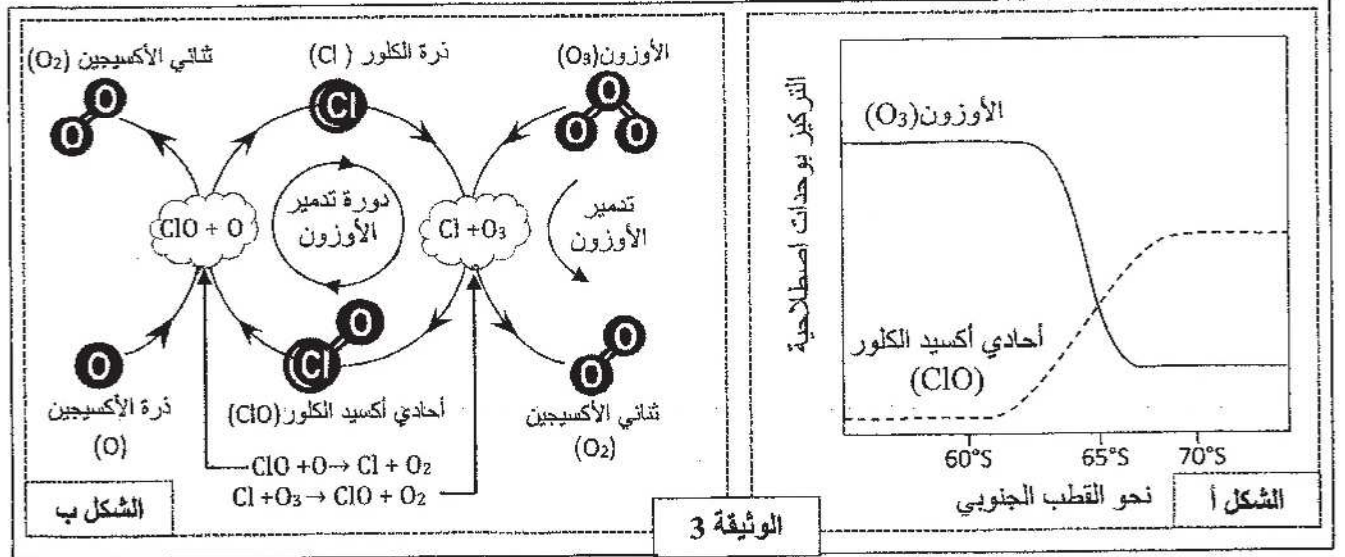 التركيز بوحدات اصطلاحية
الأوزون(O₃)
أحادي أكسيد الكلور
(ClO)
60°S 65°S 70°S
نحو القطب الجنوبي
الشكل أ
الأوزون(O₃)
ذرة الكلور (Cl)
ثنائي الأكسيجين (O₂)
O
O O
Cl
O
O
تدمير
الأوزون
Cl +O₃
دورة تدمير
الأوزون
ClO + O
O
O
Cl O
O
ثنائي الأكسيجين
(O₂)
أحادي أكسيد الكلور(ClO)
ذرة الأكسيجين
(O)
ClO +O→ Cl + O₂
Cl +O₃→ ClO + O₂
الشكل ب
الوثيقة 3